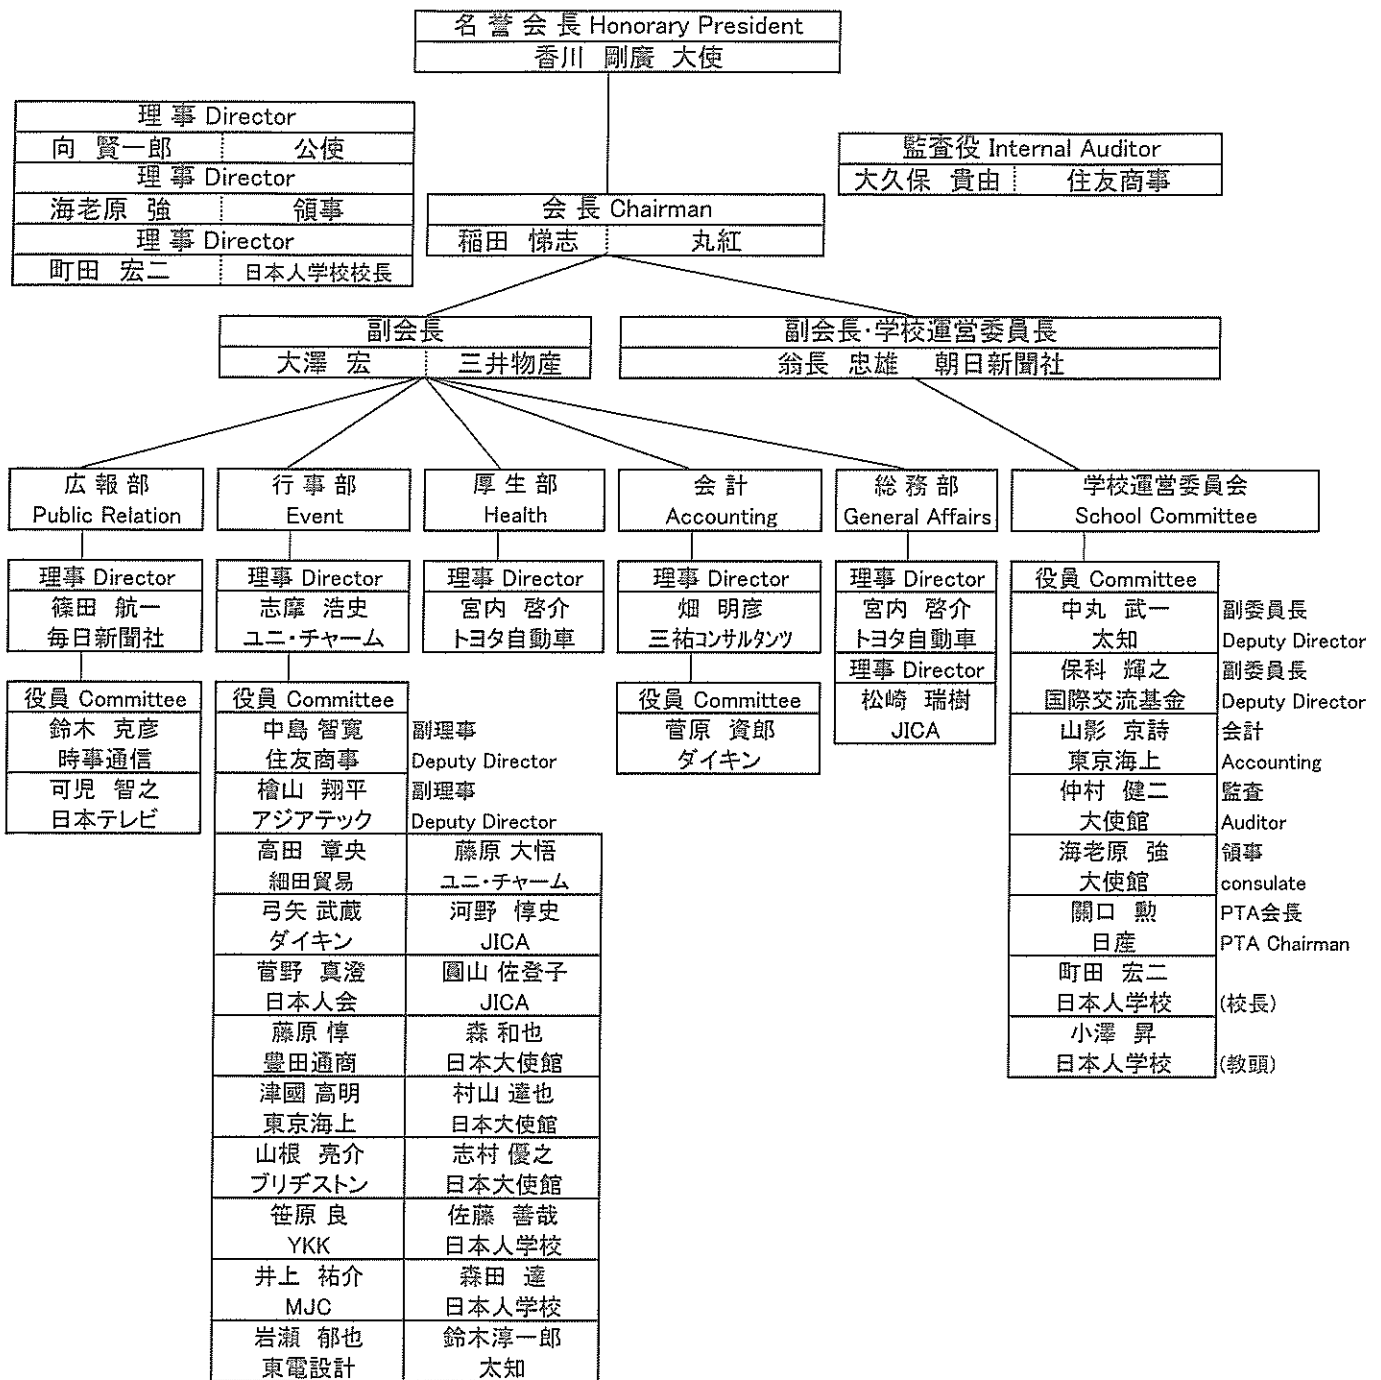 名 誉 会 長 Honorary President
香川 剛廣 大使
理 事 Director
向 賢一郎 公使
理 事 Director
海老原 強 領事
理 事 Director
町田 宏二 日本人学校校長
監査役 Internal Auditor
大久保 貴由 住友商事
会 長 Chairman
稲田 悌志 丸紅
副会長
大澤 宏 三井物産
副会長・学校運営委員長
翁長 忠雄 朝日新聞社
広 報 部
Public Relation
理事 Director
篠田 航一
毎日新聞社
役員 Committee
鈴木 克彦
時事通信
可児 智之
日本テレビ
行 事 部
Event
理事 Director
志摩 浩史
ユニ・チャーム
役員 Committee
中島 智寛 副理事
住友商事 Deputy Director
檜山 翔平 副理事
アジアテック Deputy Director
高田 章央 藤原 大悟
細田貿易 ユニ・チャーム
弓矢 武蔵 河野 惇史
ダイキン JICA
菅野 真澄 圓山 佐登子
日本人会 JICA
藤原 惇 森 和也
豊田通商 日本大使館
津國 高明 村山 達也
東京海上 日本大使館
山根 亮介 志村 優之
ブリヂストン 日本大使館
笹原 良 佐藤 善哉
YKK 日本人学校
井上 祐介 森田 達
MJC 日本人学校
岩瀬 郁也 鈴木淳一郎
東電設計 太知
厚 生 部
Health
理事 Director
宮内 啓介
トヨタ自動車
会 計
Accounting
理事 Director
畑 明彦
三祐コンサルタンツ
役員 Committee
菅原 資郎
ダイキン
総 務 部
General Affairs
理事 Director
宮内 啓介
トヨタ自動車
理事 Director
松崎 瑞樹
JICA
学校運営委員会
School Committee
役員 Committee
中丸 武一 副委員長
太知 Deputy Director
保科 輝之 副委員長
国際交流基金 Deputy Director
山影 京詩 会計
東京海上 Accounting
仲村 健二 監査
大使館 Auditor
海老原 強 領事
大使館 consulate
關口 勲 PTA会長
日産 PTA Chairman
町田 宏二
日本人学校 (校長)
小澤 昇
日本人学校 (教頭)